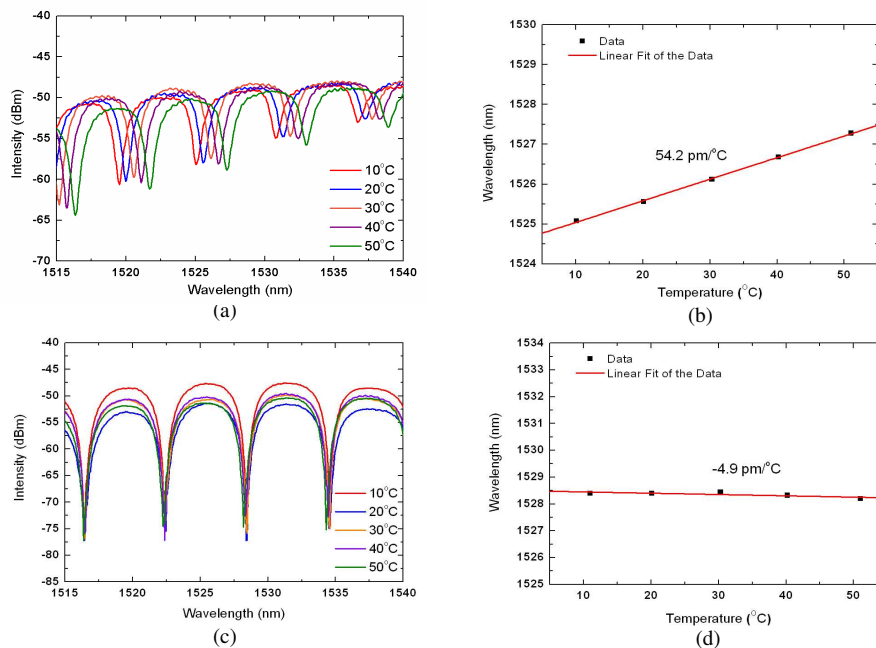 -40
-45
-50
-55
-60
-65
-70
Intensity (dBm)
10°C
20°C
30°C
40°C
50°C
1515 1520 1525 1530 1535 1540
Wavelength (nm)
(a)
1530
1529
1528
1527
1526
1525
1524
Wavelength (nm)
Data
Linear Fit of the Data
54.2 pm/°C
10 20 30 40 50
Temperature (°C)
(b)
-40
-45
-50
-55
-60
-65
-70
-75
-80
-85
Intensity (dBm)
10°C
20°C
30°C
40°C
50°C
1515 1520 1525 1530 1535 1540
Wavelength (nm)
(c)
1534
1533
1532
1531
1530
1529
1528
1527
1526
1525
Wavelength (nm)
Data
Linear Fit of the Data
-4.9 pm/°C
10 20 30 40 50
Temperature (°C)
(d)